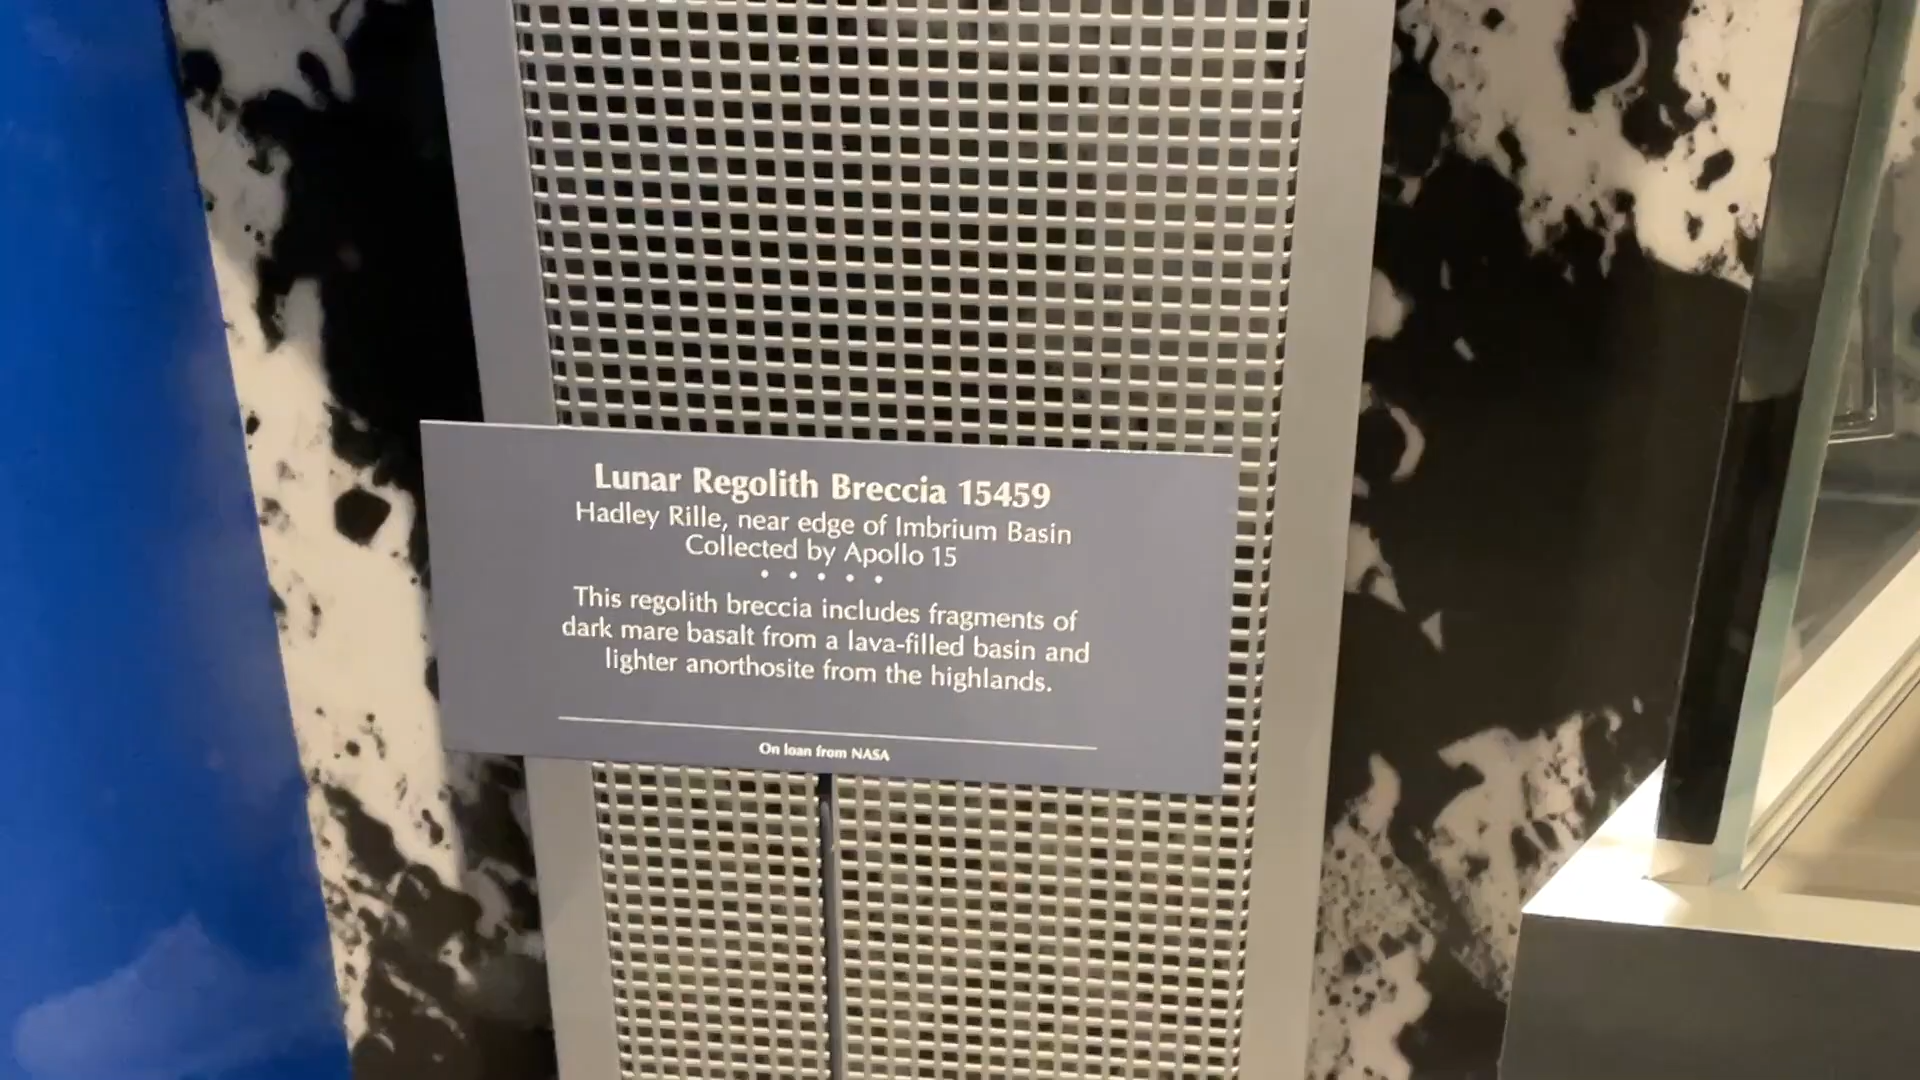 Lunar Regolith Breccia 15459
Hadley Rille, near edge of Imbrium Basin
Collected by Apollo 15
• • • • •
This regolith breccia includes fragments of
dark mare basalt from a lava-filled basin and
lighter anorthosite from the highlands.
On loan from NASA